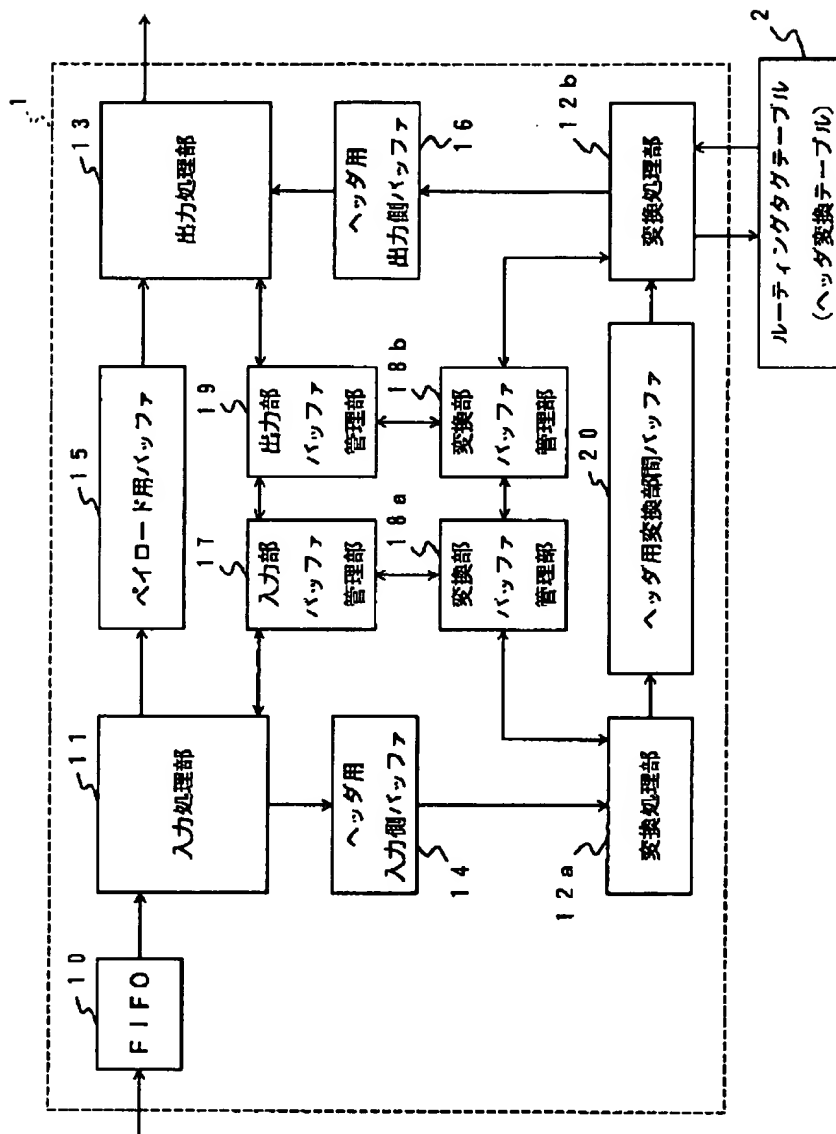 1
10
FIFO
11
入力処理部
15
ペイロード用バッファ
13
出力処理部
17
入力部
バッファ
管理部
19
出力部
バッファ
管理部
ヘッダ用
入力側バッファ
14
ヘッダ用
出力側バッファ
16
18a
変換部
バッファ
管理部
18b
変換部
バッファ
管理部
変換処理部
12a
ヘッダ用変換部間バッファ
20
変換処理部
12b
2
ルーティングタグテーブル
(ヘッダ変換テーブル)